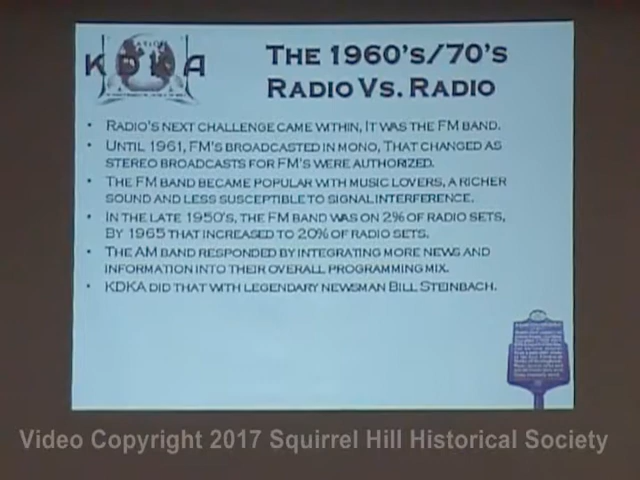 STATION
KDKA
THE 1960'S/70'S
RADIO VS. RADIO
• RADIO'S NEXT CHALLENGE CAME WITHIN, IT WAS THE FM BAND.
• UNTIL 1961, FM'S BROADCASTED IN MONO, THAT CHANGED AS
STEREO BROADCASTS FOR FM'S WERE AUTHORIZED.
• THE FM BAND BECAME POPULAR WITH MUSIC LOVERS, A RICHER
SOUND AND LESS SUSCEPTIBLE TO SIGNAL INTERFERENCE.
• IN THE LATE 1950'S, THE FM BAND WAS ON 2% OF RADIO SETS,
BY 1965 THAT INCREASED TO 20% OF RADIO SETS.
• THE AM BAND RESPONDED BY INTEGRATING MORE NEWS AND
INFORMATION INTO THEIR OVERALL PROGRAMMING MIX.
• KDKA DID THAT WITH LEGENDARY NEWSMAN BILL STEINBACH.
Video Copyright 2017 Squirrel Hill Historical Society